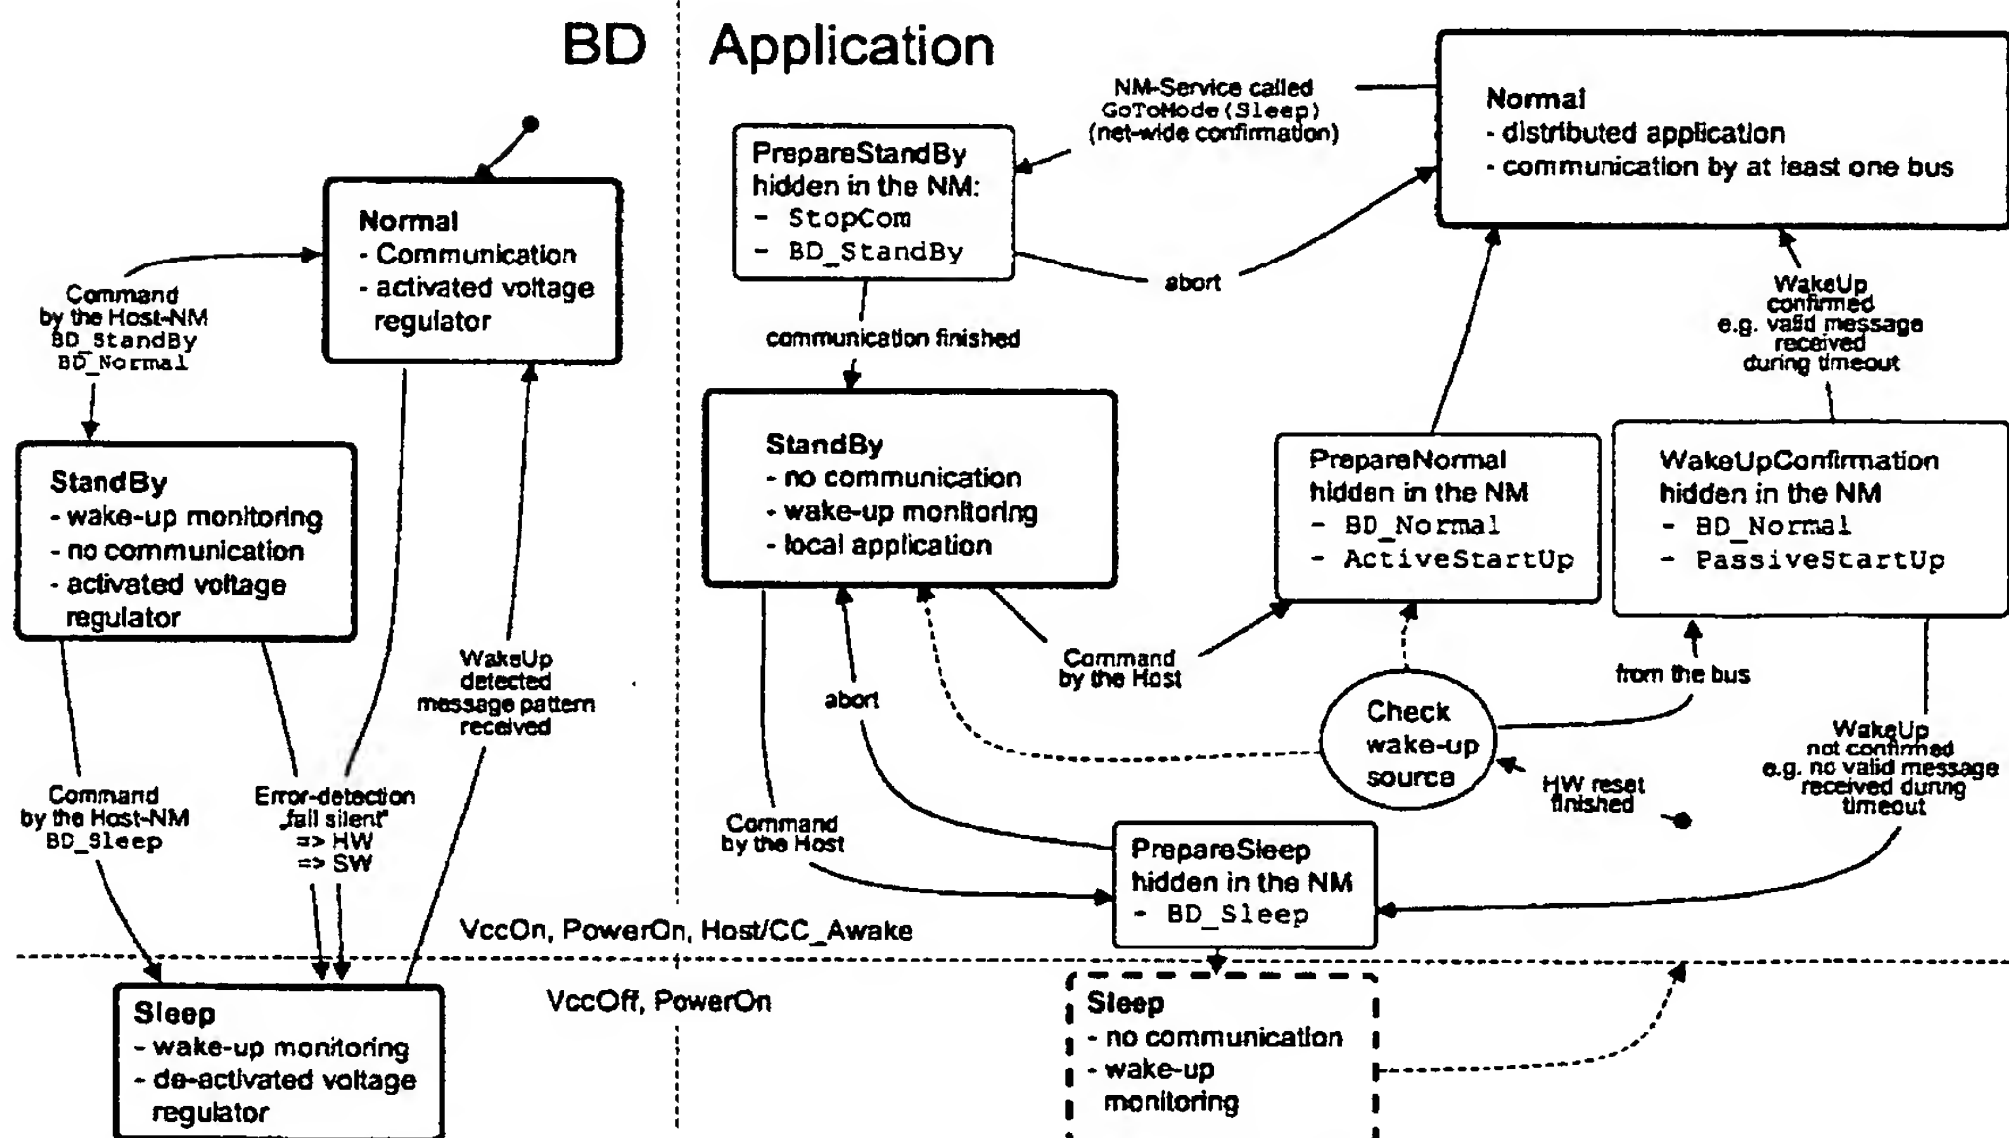 BD
Application
NM-Service called
GoToMode(Sleep)
(net-wide confirmation)
Normal
- distributed application
- communication by at least one bus
PrepareStandBy
hidden in the NM:
- StopCom
- BD_StandBy
Normal
- Communication
- activated voltage
regulator
Command
by the Host-NM
BD_StandBy
BD_Normal
abort
WakeUp
confirmed
e.g. valid message
received
during timeout
communication finished
StandBy
- no communication
- wake-up monitoring
- local application
PrepareNormal
hidden in the NM
- BD_Normal
- ActiveStartUp
WakeUpConfirmation
hidden in the NM
- BD_Normal
- PassiveStartUp
StandBy
- wake-up monitoring
- no communication
- activated voltage
regulator
WakeUp
detected
message pattern
received
Command
by the Host
abort
from the bus
Check
wake-up
source
WakeUp
not confirmed
e.g. no valid message
received during
timeout
HW reset
finished
Command
by the Host-NM
BD_Sleep
Error-detection
„fail silent"
=> HW
=> SW
Command
by the Host
PrepareSleep
hidden in the NM
- BD_Sleep
VccOn, PowerOn, Host/CC_Awake
VccOff, PowerOn
Sleep
- wake-up monitoring
- de-activated voltage
regulator
Sleep
- no communication
- wake-up
monitoring